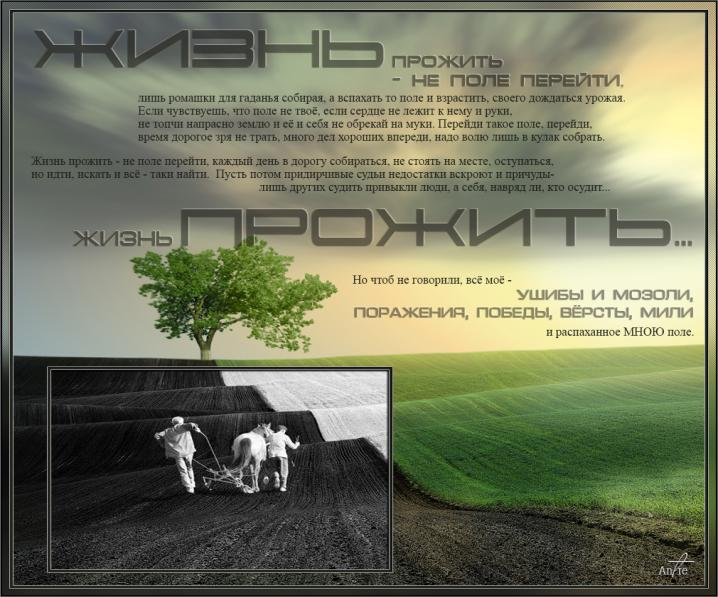 ЖИЗНЬ ПРОЖИТЬ
- НЕ ПОЛЕ ПЕРЕЙТИ,
лишь ромашки для гаданья собирая, а вспахать то поле и взрастить, своего дождаться урожая.
Если чувствуешь, что поле не твоё, если сердце не лежит к нему и руки,
не топчи напрасно землю и её и себя не обрекай на муки. Перейди такое поле, перейди,
время дорогое зря не трать, много дел хороших впереди, надо волю лишь в кулак собрать.
Жизнь прожить - не поле перейти, каждый день в дорогу собираться, не стоять на месте, оступаться,
но идти, искать и всё - таки найти. Пусть потом придирчивые судьи недостатки вскроют и причуды-
лишь других судить привыкли люди, а себя, навряд ли, кто осудит...
ЖИЗНЬ ПРОЖИТЬ...
Но чтоб не говорили, всё моё -
УШИБЫ И МОЗОЛИ,
ПОРАЖЕНИЯ, ПОБЕДЫ, ВЁРСТЫ, МИЛИ
и распаханное МНОЮ поле.